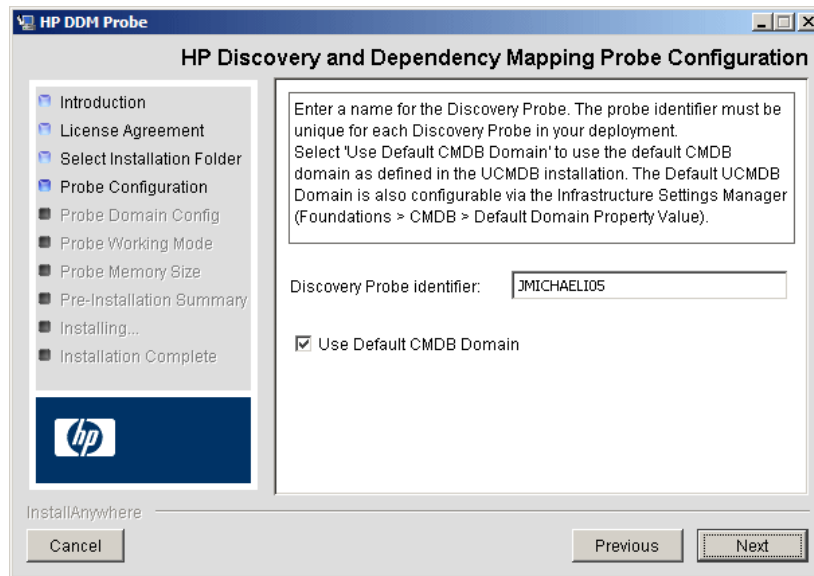 HP DDM Probe
HP Discovery and Dependency Mapping Probe Configuration
Introduction
License Agreement
Select Installation Folder
Probe Configuration
Probe Domain Config
Probe Working Mode
Probe Memory Size
Pre-Installation Summary
Installing...
Installation Complete
hp
Enter a name for the Discovery Probe. The probe identifier must be
unique for each Discovery Probe in your deployment.
Select 'Use Default CMDB Domain' to use the default CMDB
domain as defined in the UCMDB installation. The Default UCMDB
Domain is also configurable via the Infrastructure Settings Manager
(Foundations > CMDB > Default Domain Property Value).
Discovery Probe identifier:
JMICHAELI05
Use Default CMDB Domain
InstallAnywhere
Cancel
Previous
Next